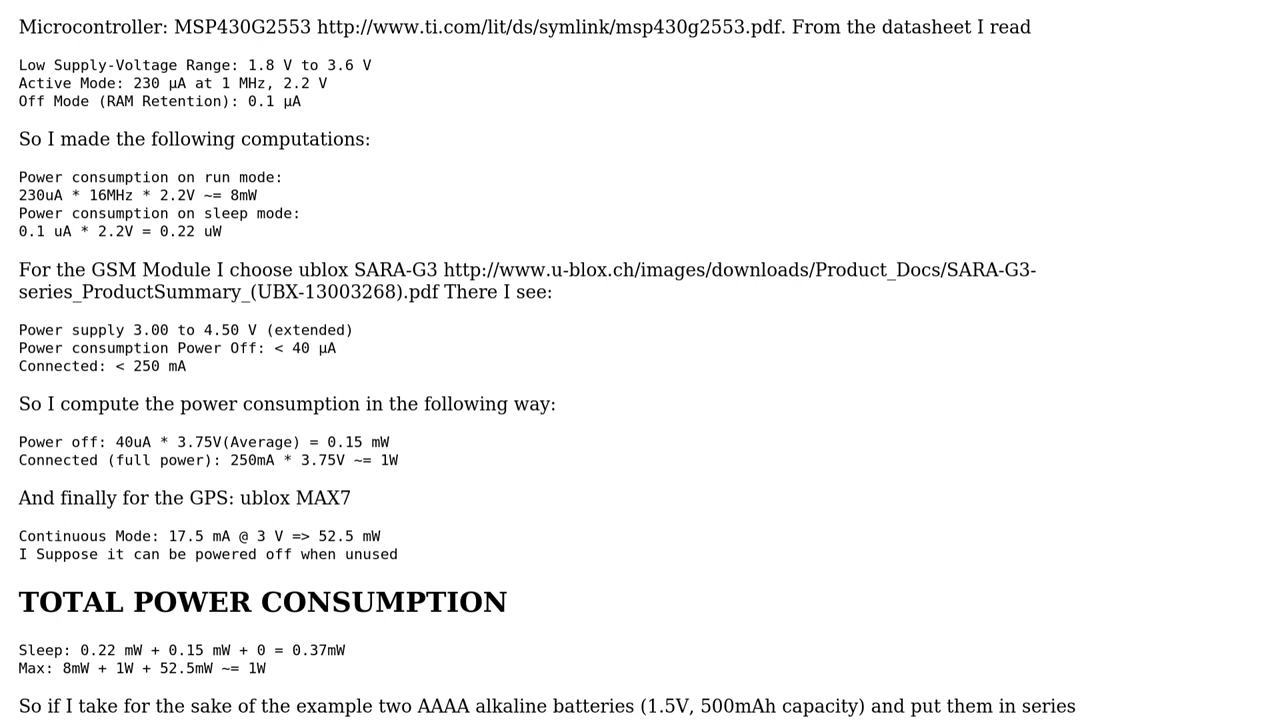 Microcontroller: MSP430G2553 http://www.ti.com/lit/ds/symlink/msp430g2553.pdf. From the datasheet I read
Low Supply-Voltage Range: 1.8 V to 3.6 V
Active Mode: 230 µA at 1 MHz, 2.2 V
Off Mode (RAM Retention): 0.1 µA
So I made the following computations:
Power consumption on run mode:
230uA * 16MHz * 2.2V ~= 8mW
Power consumption on sleep mode:
0.1 uA * 2.2V = 0.22 uW
For the GSM Module I choose ublox SARA-G3 http://www.u-blox.ch/images/downloads/Product_Docs/SARA-G3-
series_ProductSummary_(UBX-13003268).pdf There I see:
Power supply 3.00 to 4.50 V (extended)
Power consumption Power Off: < 40 µA
Connected: < 250 mA
So I compute the power consumption in the following way:
Power off: 40uA * 3.75V(Average) = 0.15 mW
Connected (full power): 250mA * 3.75V ~= 1W
And finally for the GPS: ublox MAX7
Continuous Mode: 17.5 mA @ 3 V => 52.5 mW
I Suppose it can be powered off when unused
TOTAL POWER CONSUMPTION
Sleep: 0.22 mW + 0.15 mW + 0 = 0.37mW
Max: 8mW + 1W + 52.5mW ~= 1W
So if I take for the sake of the example two AAAA alkaline batteries (1.5V, 500mAh capacity) and put them in series